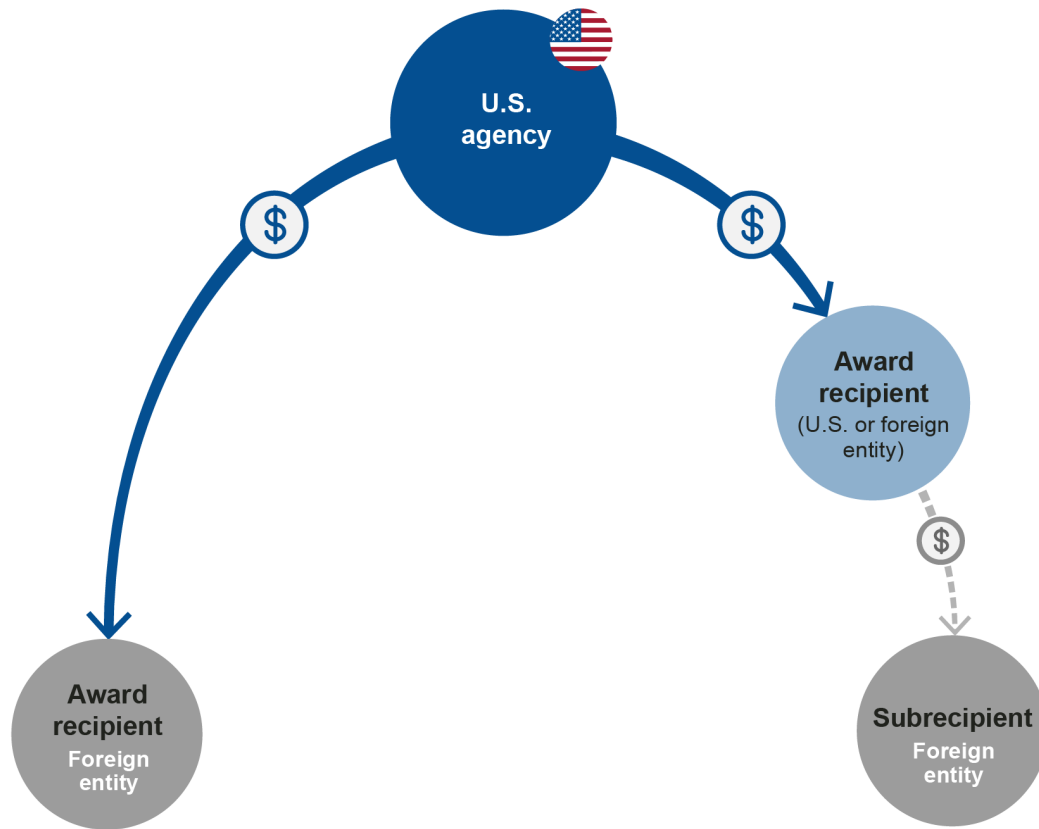 U.S.
agency
$
$
Award
recipient
(U.S. or foreign
entity)
$
Award
recipient
Foreign
entity
Subrecipient
Foreign
entity